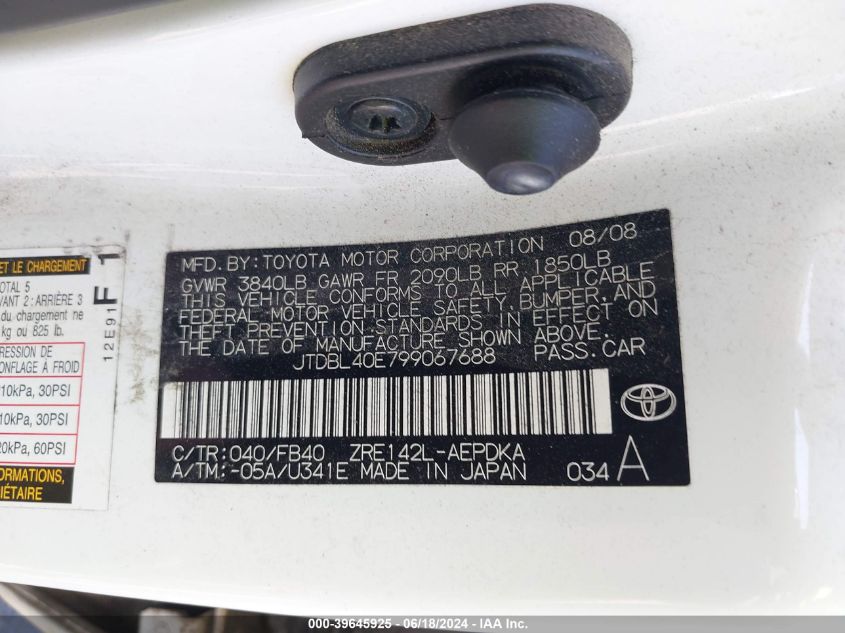 MFD. BY: TOYOTA MOTOR CORPORATION 08/08
GVWR 3840LB GAWR FR 2090LB RR 1850LB
THIS VEHICLE CONFORMS TO ALL APPLICABLE
FEDERAL MOTOR VEHICLE SAFETY, BUMPER, AND
THEFT PREVENTION STANDARDS IN EFFECT ON
THE DATE OF MANUFACTURE SHOWN ABOVE.
JTDBL40E799067688 PASS. CAR
C/TR: 040/FB40 ZRE142L-AEPDKA
A/TM: -05A/U341E MADE IN JAPAN 034 A
ET LE CHARGEMENT
OTAL 5
VANT 2 : ARRIÈRE 3
du chargement ne
kg ou 825 lb.
RESSION DE
ONFLAGE À FROID
10kPa, 30PSI
10kPa, 30PSI
20kPa, 60PSI
FORMATIONS,
IÉTAIRE
12E91 F 1
000-39645925 - 06/18/2024 - IAA Inc.